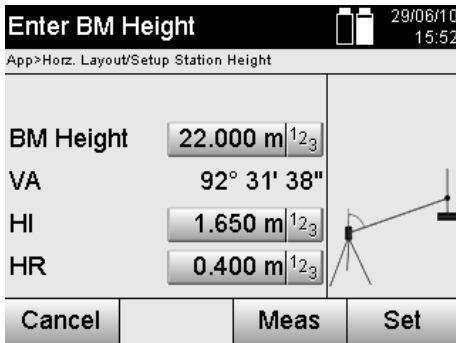 Enter BM Height 29/06/10 15:52
App>Horz. Layout/Setup Station Height
BM Height 22.000 m 123
VA 92° 31' 38"
HI 1.650 m 123
HR 0.400 m 123
Cancel Meas Set